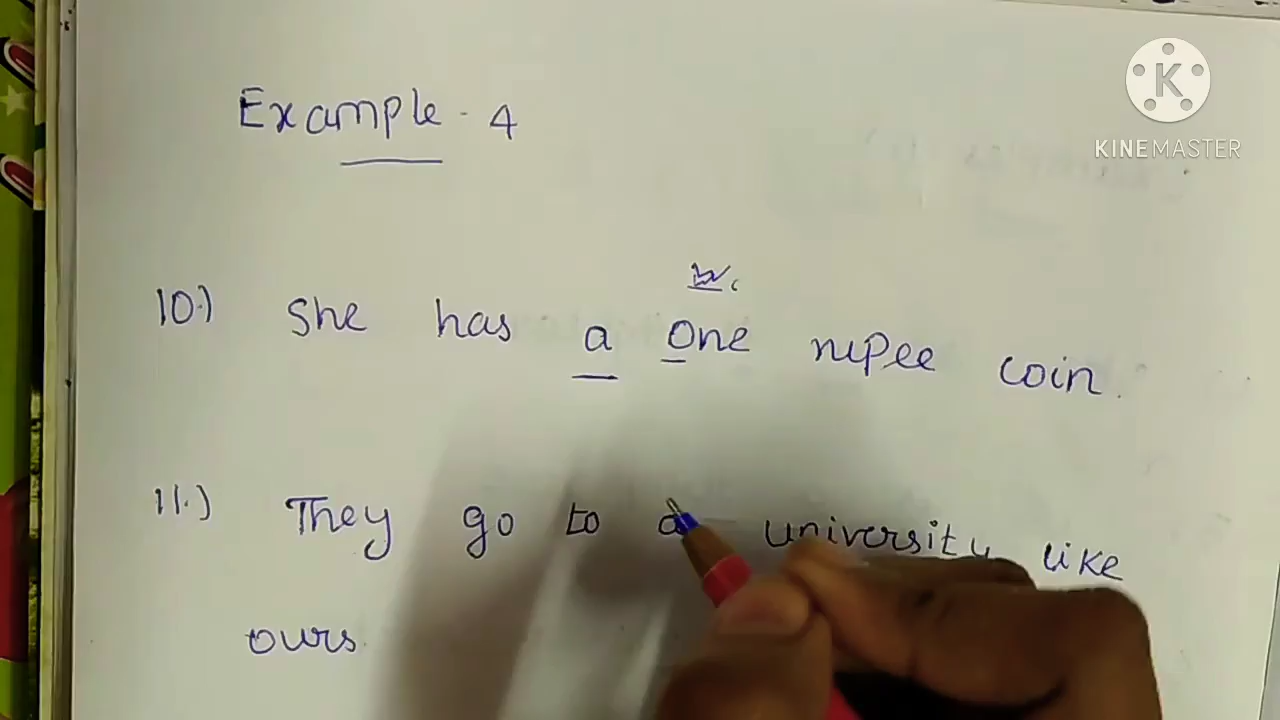 Example - 4
K
KINEMASTER
w.
10.) She has a one rupee coin.
11.) They go to a university like
ours.